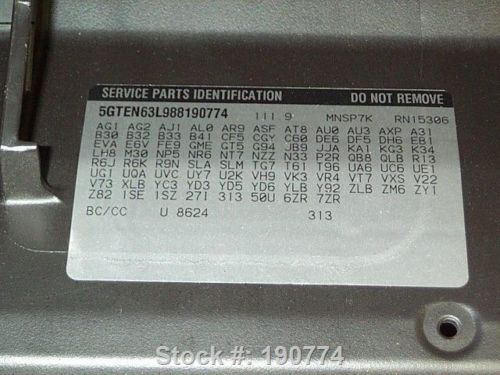 SERVICE PARTS IDENTIFICATION DO NOT REMOVE
5GTEN63L988190774 111.9 MNSP7K RN15306
AG1 AG2 AJ1 AL0 AR9 ASF AT8 AU0 AU3 AXP A31
B30 B32 B33 B41 CF5 CGY C60 DE6 DF5 DH6 EB1
EVA E6V FE9 GME GT5 G94 JB9 JJA KA1 KG3 K34
LH8 M30 NP5 NR6 NT7 NZZ N33 P2R QB8 QLB R13
R6J R6K R9N SLA SLM TG7 T61 T96 UA6 UC6 UE1
UG1 UQA UVC UY7 U2K VH9 VK3 VR4 VT7 VXS V22
V73 XLB YC3 YD3 YD5 YD6 YLB Y92 ZLB ZM6 ZY1
Z82 1SE 1SZ 27I 313 50U 6ZR 7ZR
BC/CC U 8624 313
Stock #: 190774